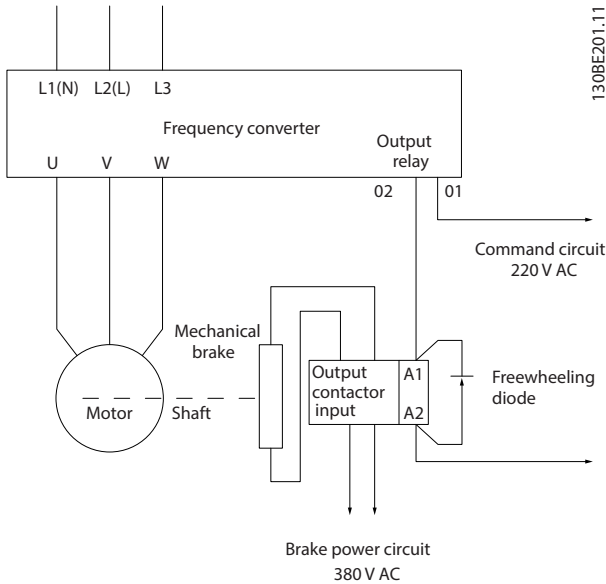 130BE201.11
L1(N) L2(L) L3
Frequency converter
Output
relay
U V W
02 01
Command circuit
220 V AC
Mechanical
brake
Output
contactor
input
A1
A2
Freewheeling
diode
Motor
Shaft
Brake power circuit
380 V AC